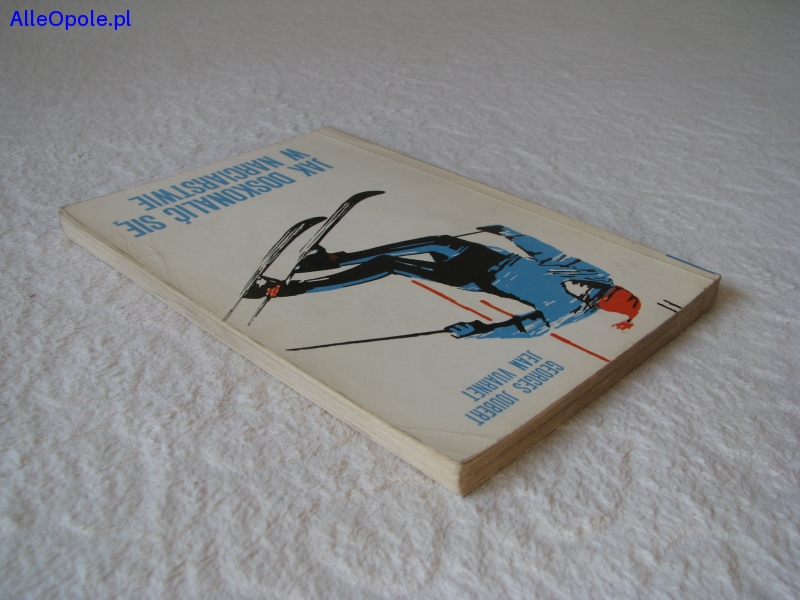 AlleOpole.pl
GEORGES JOUBERT
JEAN VUARNET
JAK DOSKONALIĆ SIĘ
W NARCIARSTWIE